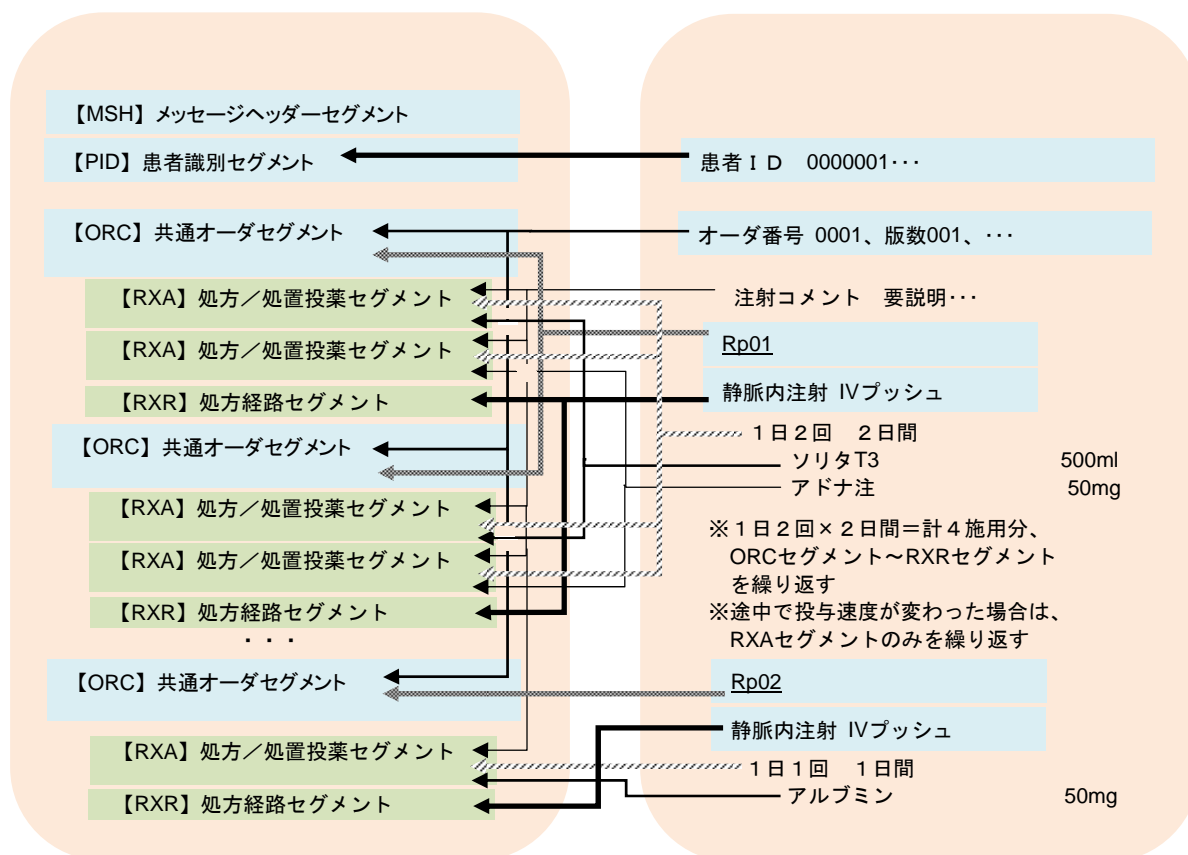 【MSH】メッセージヘッダーセグメント
【PID】患者識別セグメント
【ORC】共通オーダセグメント
【RXA】処方／処置投薬セグメント
【RXA】処方／処置投薬セグメント
【RXR】処方経路セグメント
【ORC】共通オーダセグメント
【RXA】処方／処置投薬セグメント
【RXA】処方／処置投薬セグメント
【RXR】処方経路セグメント
・・・
【ORC】共通オーダセグメント
【RXA】処方／処置投薬セグメント
【RXR】処方経路セグメント
患者ＩＤ　0000001･･･
オーダ番号 0001、版数001、･･･
注射コメント　要説明･･･
Rp01
静脈内注射 IVプッシュ
１日２回　２日間
ソリタT3　500ml
アドナ注　50mg
※１日２回×２日間＝計４施用分、
ORCセグメント～RXRセグメント
を繰り返す
※途中で投与速度が変わった場合は、
RXAセグメントのみを繰り返す
Rp02
静脈内注射 IVプッシュ
１日１回　１日間
アルブミン　50mg